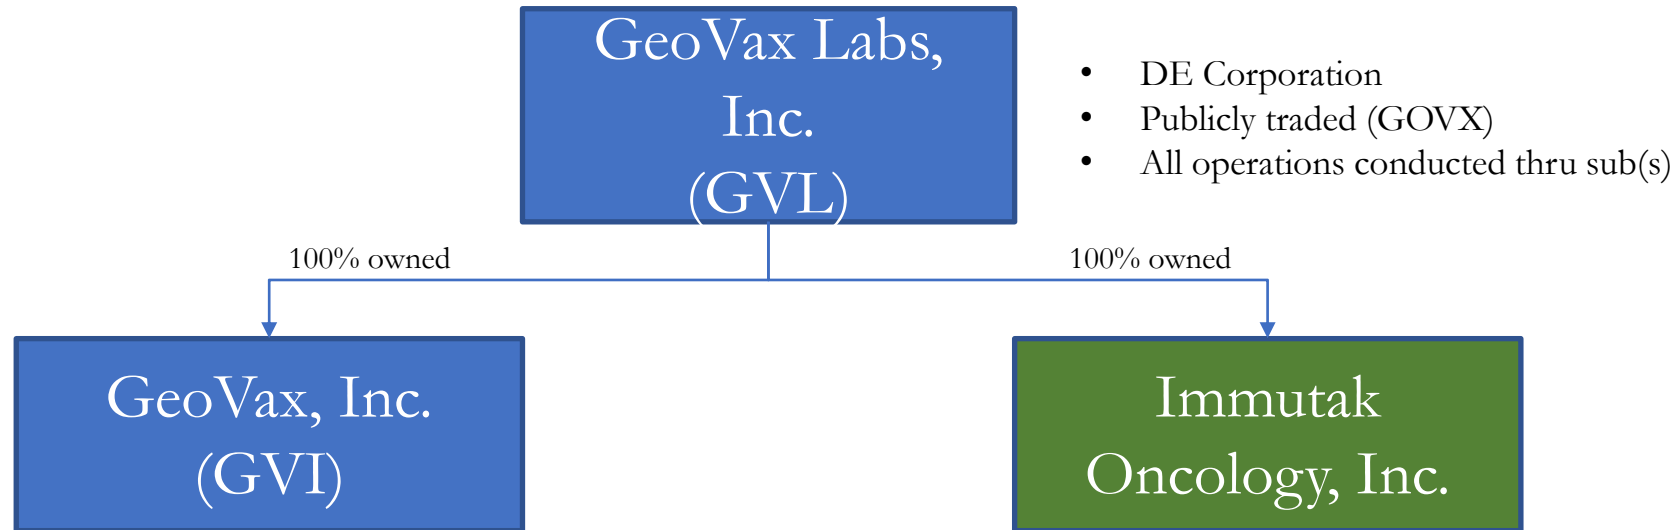 GeoVax Labs,
Inc.
(GVL)
• DE Corporation
• Publicly traded (GOVX)
• All operations conducted thru sub(s)
100% owned
100% owned
GeoVax, Inc.
(GVI)
Immutak
Oncology, Inc.